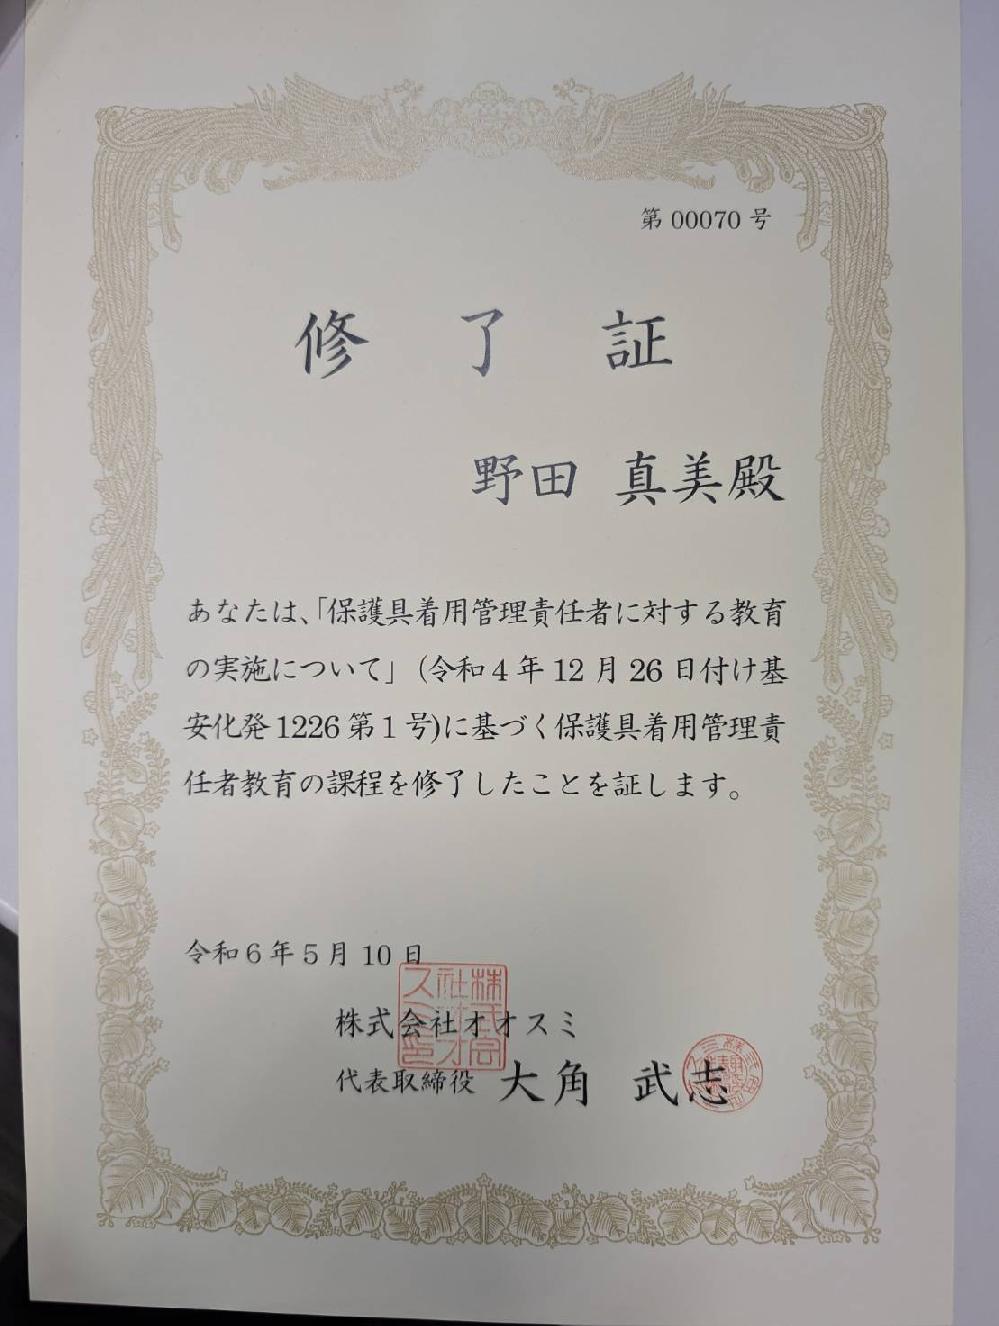 第 00070 号
修了証
野田 真美殿
あなたは、「保護具着用管理責任者に対する教育
の実施について」(令和4年12月26日付け基
安化発1226第1号)に基づく保護具着用管理責
任者教育の課程を修了したことを証します。
令和6年5月10日
株式会社オオスミ
代表取締役 大角 武志